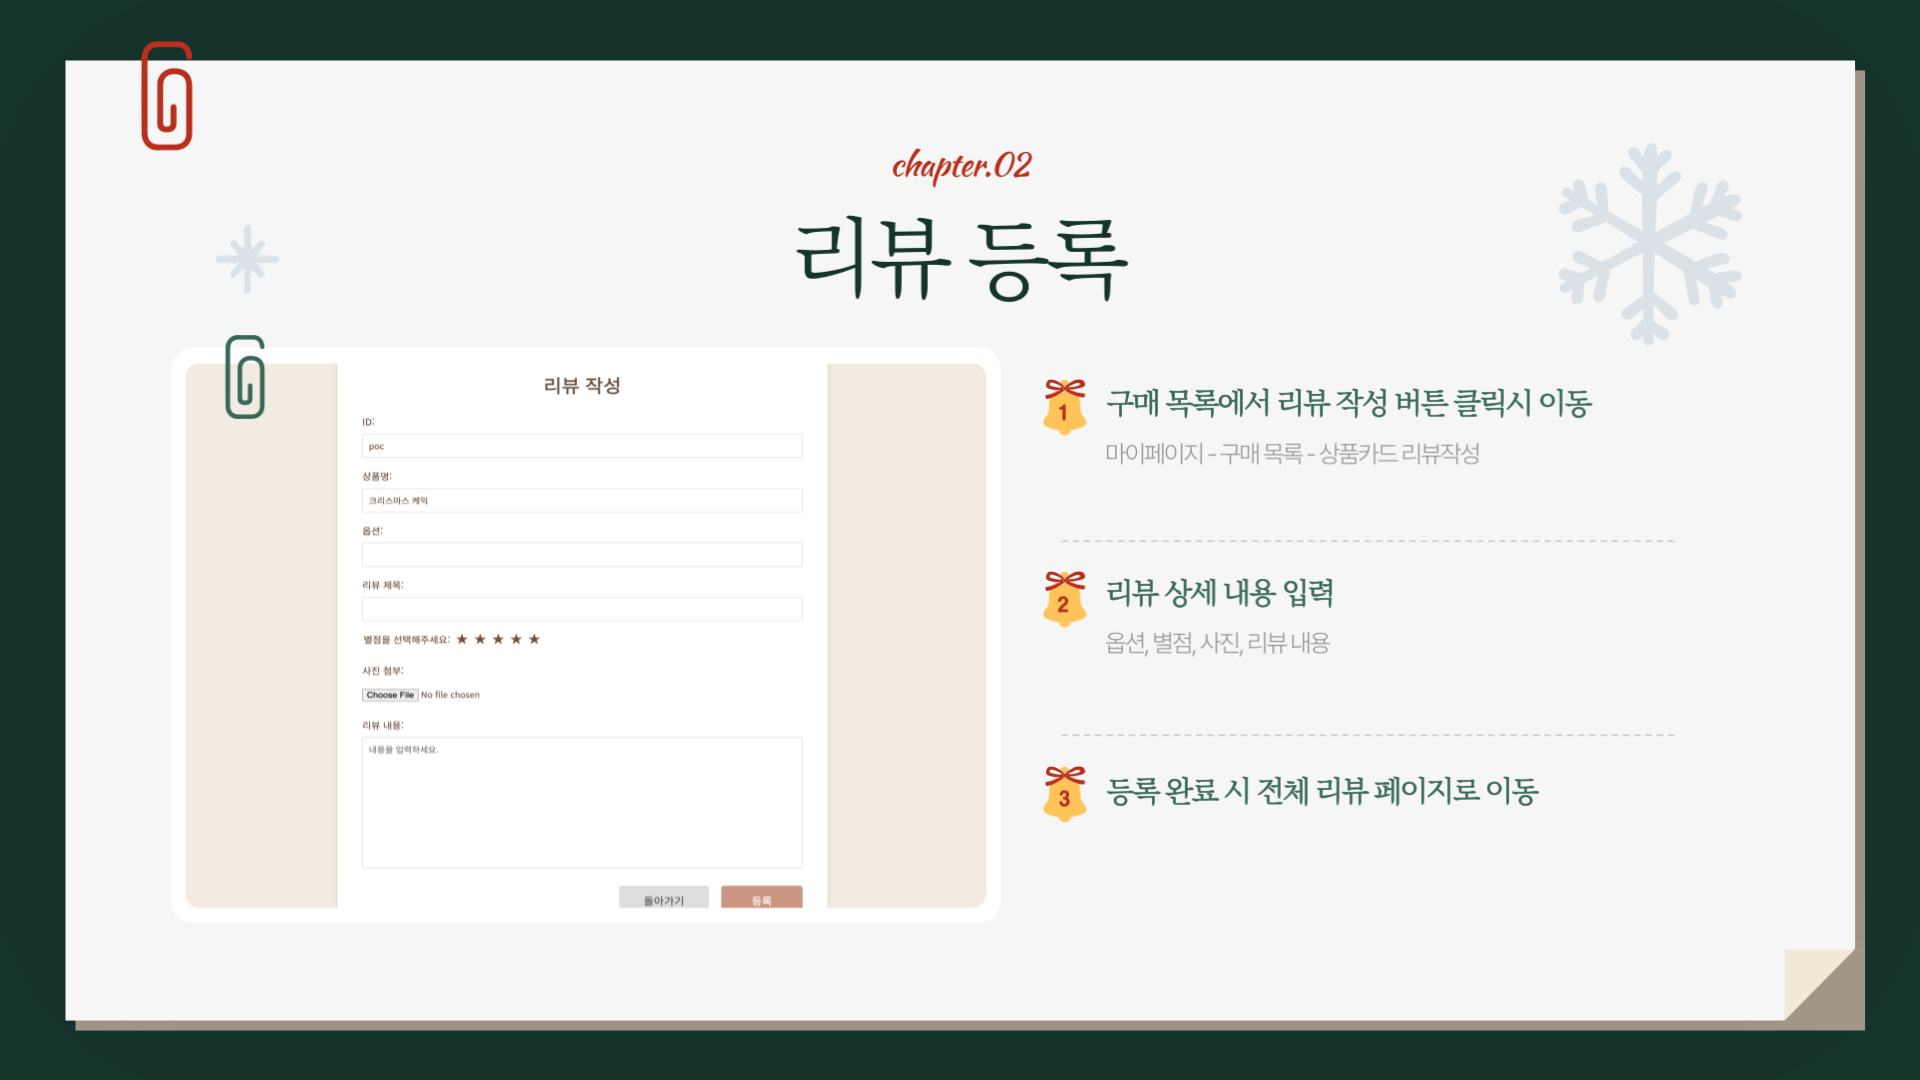 chapter.02
리뷰 등록
리뷰 작성
ID:
poc
상품명:
크리스마스 케익
옵션:
리뷰 제목:
별점을 선택해주세요: ★ ★ ★ ★ ★
사진 첨부:
Choose File No file chosen
리뷰 내용:
내용을 입력하세요.
돌아가기 등록
1 구매 목록에서 리뷰 작성 버튼 클릭시 이동
마이페이지 - 구매 목록 - 상품카드 리뷰작성
2 리뷰 상세 내용 입력
옵션, 별점, 사진, 리뷰 내용
3 등록 완료 시 전체 리뷰 페이지로 이동